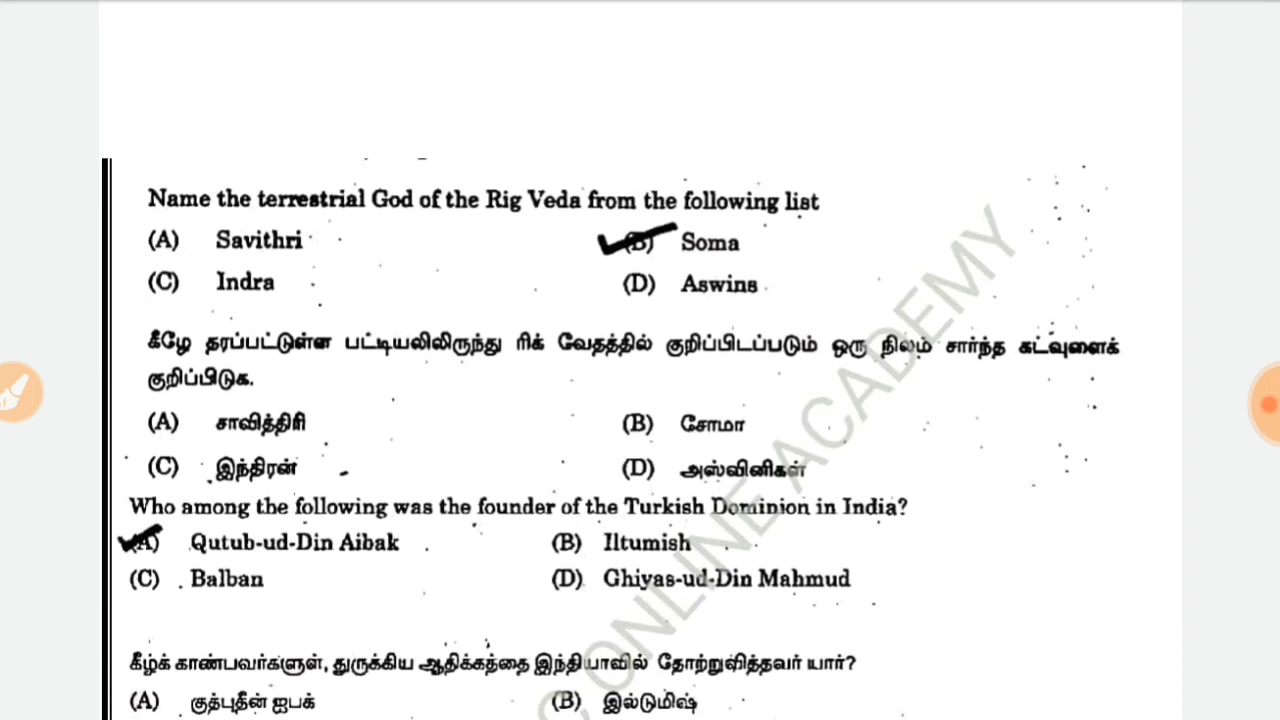 Name the terrestrial God of the Rig Veda from the following list
(A) Savithri (B) Soma
(C) Indra (D) Aswins
கீழே தரப்பட்டுள்ள பட்டியலிலிருந்து ரிக் வேதத்தில் குறிப்பிடப்படும் ஒரு நிலம் சார்ந்த கடவுளைக்
குறிப்பிடுக.
(A) சாவித்திரி (B) சோமா
(C) இந்திரன் (D) அஸ்வினிகள்
Who among the following was the founder of the Turkish Dominion in India?
(A) Qutub-ud-Din Aibak (B) Iltumish
(C) Balban (D) Ghiyas-ud-Din Mahmud
கீழ்க் காண்பவர்களுள், துருக்கிய ஆதிக்கத்தை இந்தியாவில் தோற்றுவித்தவர் யார்?
(A) குத்புதீன் ஐபக் (B) இல்டுமிஷ்
C ONLINE ACADEMY